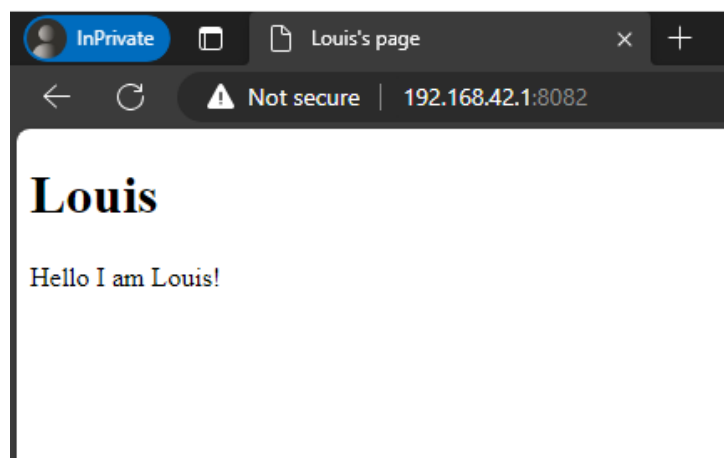 InPrivate
Louis's page
Not secure | 192.168.42.1:8082
Louis
Hello I am Louis!